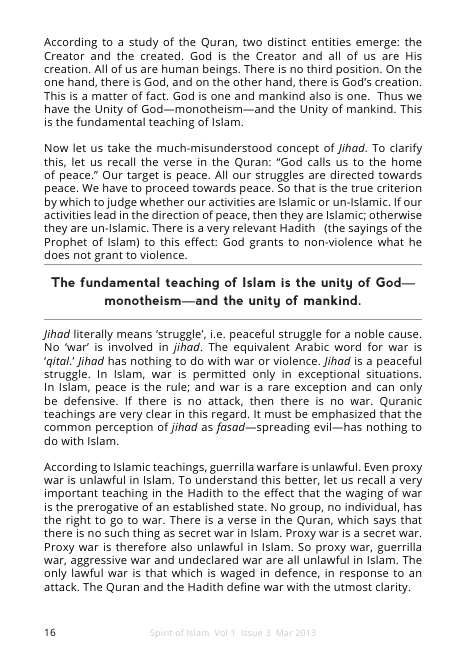 According to a study of the Quran, two distinct entities emerge: the
Creator and the created. God is the Creator and all of us are His
creation. All of us are human beings. There is no third position. On the
one hand, there is God, and on the other hand, there is God’s creation.
This is a matter of fact. God is one and mankind also is one. Thus we
have the Unity of God—monotheism—and the Unity of mankind. This
is the fundamental teaching of Islam.
Now let us take the much-misunderstood concept of Jihad. To clarify
this, let us recall the verse in the Quran: “God calls us to the home
of peace.” Our target is peace. All our struggles are directed towards
peace. We have to proceed towards peace. So that is the true criterion
by which to judge whether our activities are Islamic or un-Islamic. If our
activities lead in the direction of peace, then they are Islamic; otherwise
they are un-Islamic. There is a very relevant Hadith (the sayings of the
Prophet of Islam) to this effect: God grants to non-violence what he
does not grant to violence.
The fundamental teaching of Islam is the unity of God—
monotheism—and the unity of mankind.
Jihad literally means ‘struggle’, i.e. peaceful struggle for a noble cause.
No ‘war’ is involved in jihad. The equivalent Arabic word for war is
‘qital.’ Jihad has nothing to do with war or violence. Jihad is a peaceful
struggle. In Islam, war is permitted only in exceptional situations.
In Islam, peace is the rule; and war is a rare exception and can only
be defensive. If there is no attack, then there is no war. Quranic
teachings are very clear in this regard. It must be emphasized that the
common perception of jihad as fasad—spreading evil—has nothing to
do with Islam.
According to Islamic teachings, guerrilla warfare is unlawful. Even proxy
war is unlawful in Islam. To understand this better, let us recall a very
important teaching in the Hadith to the effect that the waging of war
is the prerogative of an established state. No group, no individual, has
the right to go to war. There is a verse in the Quran, which says that
there is no such thing as secret war in Islam. Proxy war is a secret war.
Proxy war is therefore also unlawful in Islam. So proxy war, guerrilla
war, aggressive war and undeclared war are all unlawful in Islam. The
only lawful war is that which is waged in defence, in response to an
attack. The Quran and the Hadith define war with the utmost clarity.
16 Spirit of Islam Vol 1 Issue 3 Mar 2013